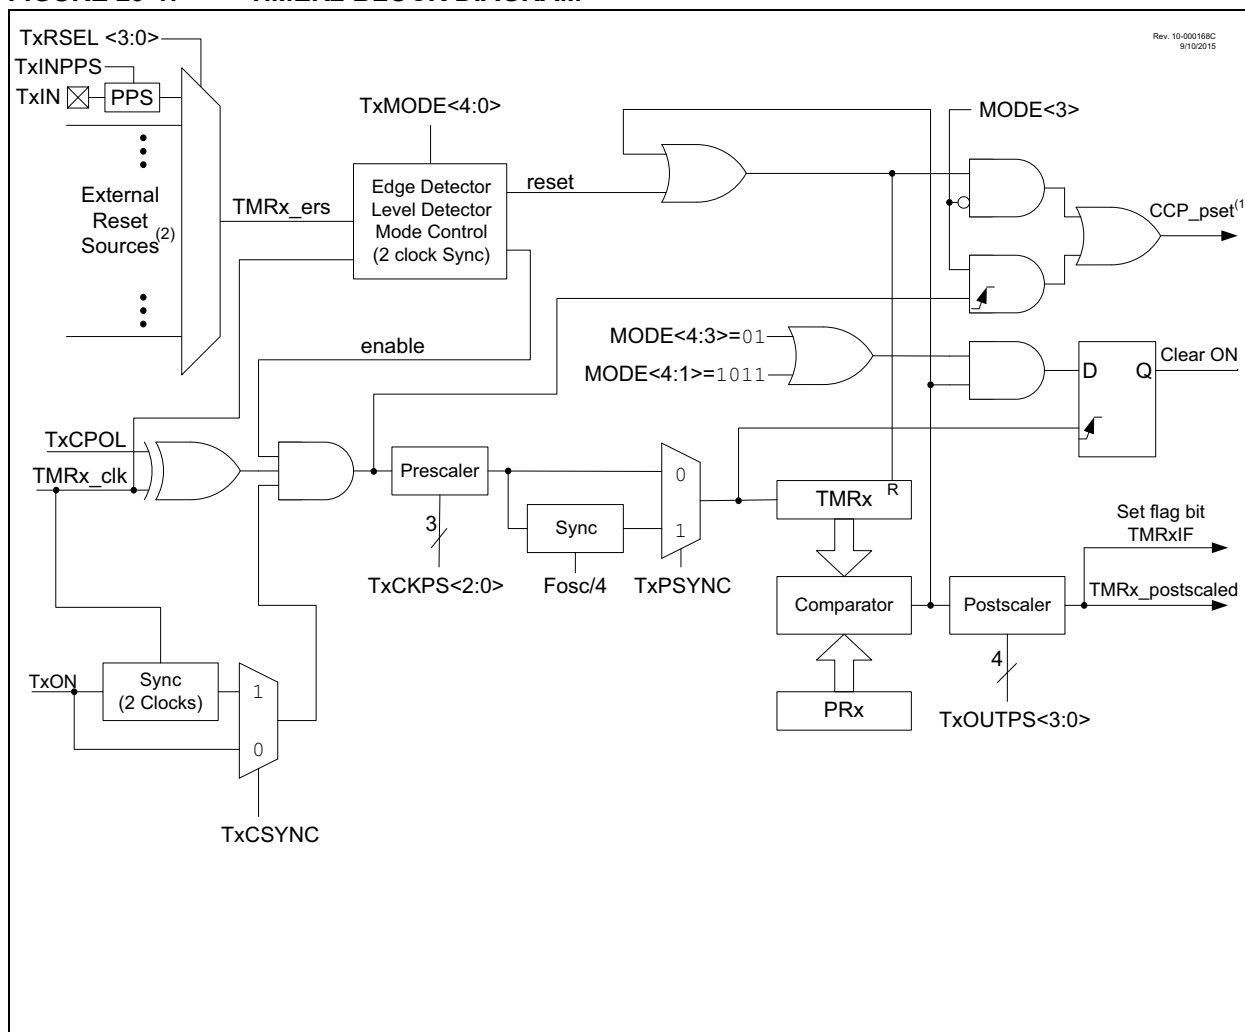 Rev. 10-000168C
9/10/2015
TxRSEL <3:0>
TxINPPS
TxIN
PPS
TxMODE<4:0>
MODE<3>
External
Reset
Sources(2)
TMRx_ers
Edge Detector
Level Detector
Mode Control
(2 clock Sync)
reset
CCP_pset(1
enable
MODE<4:3>=01
MODE<4:1>=1011
D
Q
Clear ON
TxCPOL
TMRx_clk
Prescaler
3
TxCKPS<2:0>
Sync
Fosc/4
0
1
TxPSYNC
R
TMRx
Comparator
PRx
Postscaler
4
TxOUTPS<3:0>
Set flag bit
TMRxIF
TMRx_postscaled
TxON
Sync
(2 Clocks)
1
0
TxCSYNC